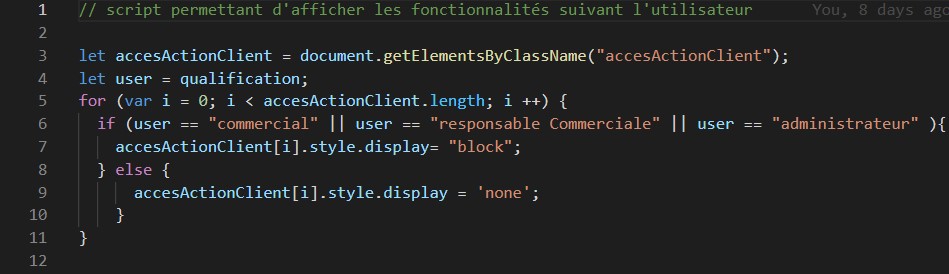 1 // script permettant d'afficher les fonctionnalités suivant l'utilisateur You, 8 days ago
2
3 let accesActionClient = document.getElementsByClassName("accesActionClient");
4 let user = qualification;
5 for (var i = 0; i < accesActionClient.length; i ++) {
6 if (user == "commercial" || user == "responsable Commerciale" || user == "administrateur" ){
7 accesActionClient[i].style.display= "block";
8 } else {
9 accesActionClient[i].style.display = 'none';
10 }
11 }
12